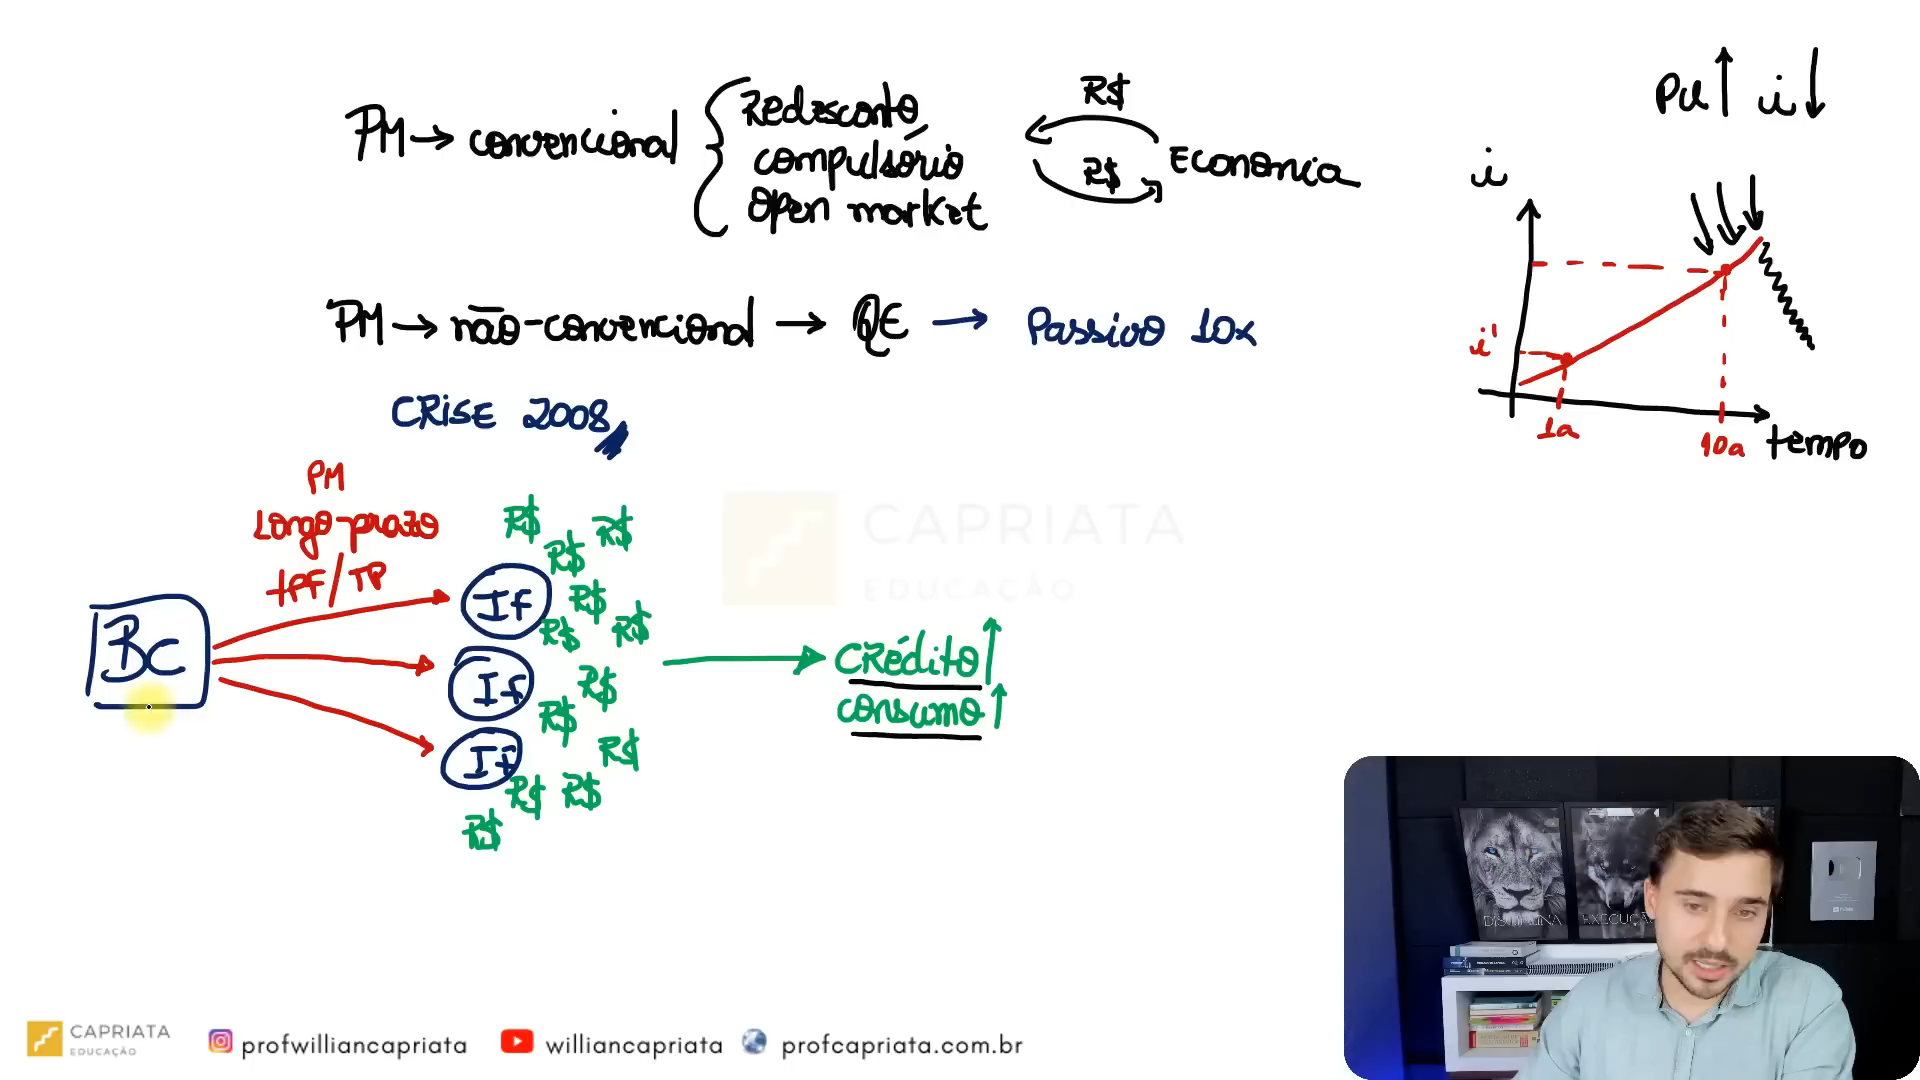 PM → convencional
Redesconto
compulsório
open market
R$
R$
Economia
PU ↑ i ↓
i
i'
1a
10a
tempo
PM → não-convencional → QE → Passivo 10x
CRISE 2008
PM
Longo-prazo
TPF/TP
BC
If
If
If
R$
R$
R$
R$
R$
R$
R$
R$
R$
R$
R$
R$
Crédito ↑
consumo ↑
CAPRIATA
EDUCAÇÃO
DISCIPLINA
EXECUÇÃ
CAPRIATA
EDUCAÇÃO
profwilliancapriata
williancapriata
profcapriata.com.br